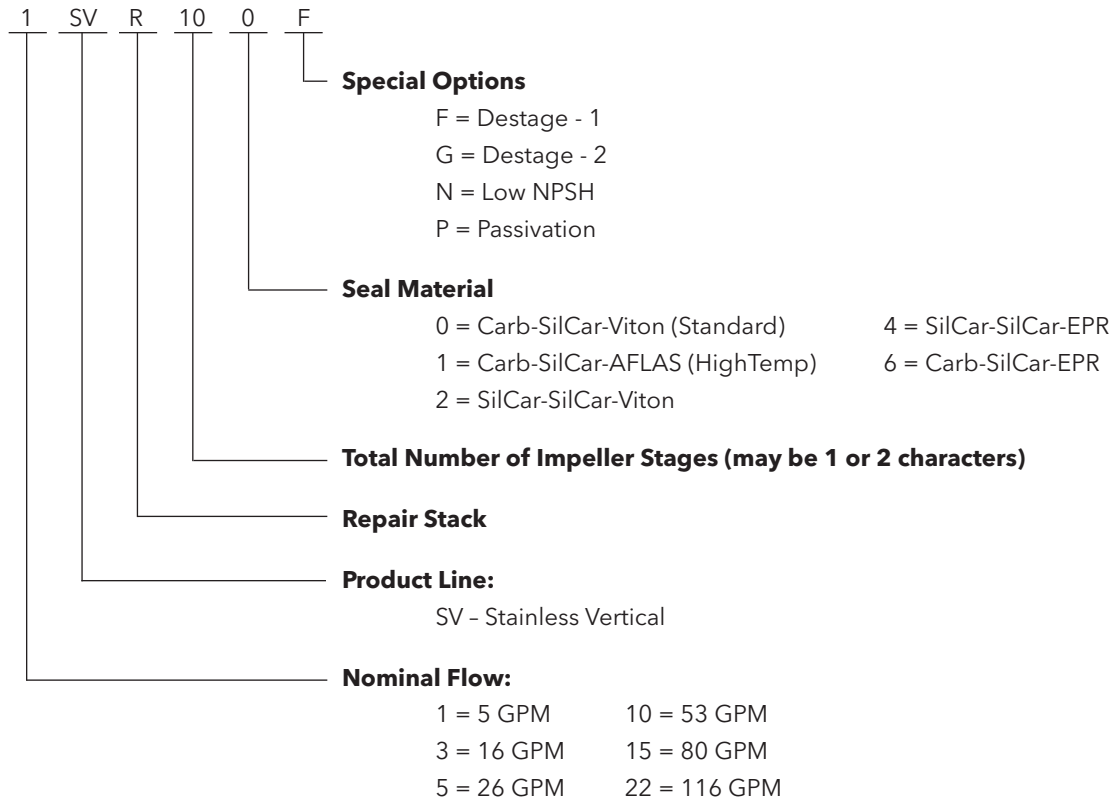 1 SV R 10 0 F
Special Options
F = Destage - 1
G = Destage - 2
N = Low NPSH
P = Passivation
Seal Material
0 = Carb-SilCar-Viton (Standard) 4 = SilCar-SilCar-EPR
1 = Carb-SilCar-AFLAS (HighTemp) 6 = Carb-SilCar-EPR
2 = SilCar-SilCar-Viton
Total Number of Impeller Stages (may be 1 or 2 characters)
Repair Stack
Product Line:
SV – Stainless Vertical
Nominal Flow:
1 = 5 GPM 10 = 53 GPM
3 = 16 GPM 15 = 80 GPM
5 = 26 GPM 22 = 116 GPM